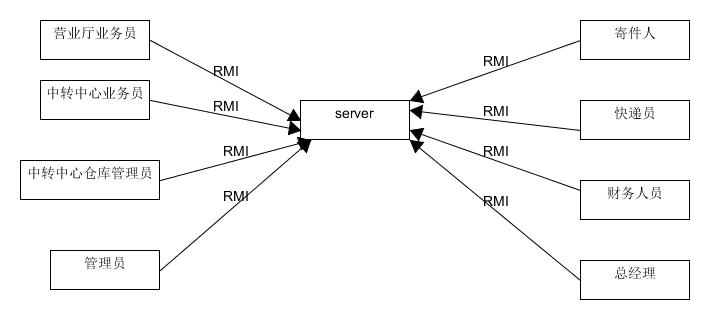 营业厅业务员
寄件人
RMI
RMI
中转中心业务员
RMI
server
RMI
快递员
中转中心仓库管理员
RMI
RMI
财务人员
RMI
RMI
管理员
总经理